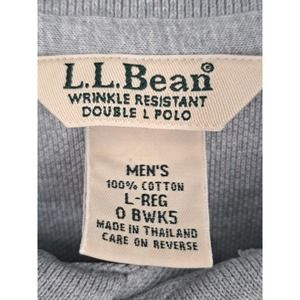 L.L.Bean®
WRINKLE RESISTANT
DOUBLE L POLO
MEN'S
100% COTTON
L-REG
0 BWK5
MADE IN THAILAND
CARE ON REVERSE